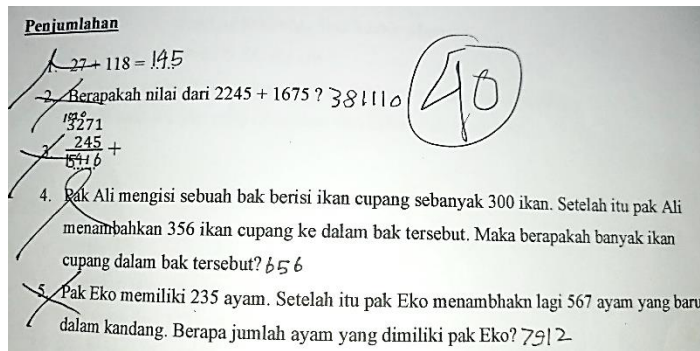 Penjumlahan
1. 27 + 118 = 145
2. Berapakah nilai dari 2245 + 1675 ? 381110
40
3271
3. 245 +
15416
4. Pak Ali mengisi sebuah bak berisi ikan cupang sebanyak 300 ikan. Setelah itu pak Ali
menambahkan 356 ikan cupang ke dalam bak tersebut. Maka berapakah banyak ikan
cupang dalam bak tersebut? 656
5. Pak Eko memiliki 235 ayam. Setelah itu pak Eko menambhakn lagi 567 ayam yang baru
dalam kandang. Berapa jumlah ayam yang dimiliki pak Eko? 7912